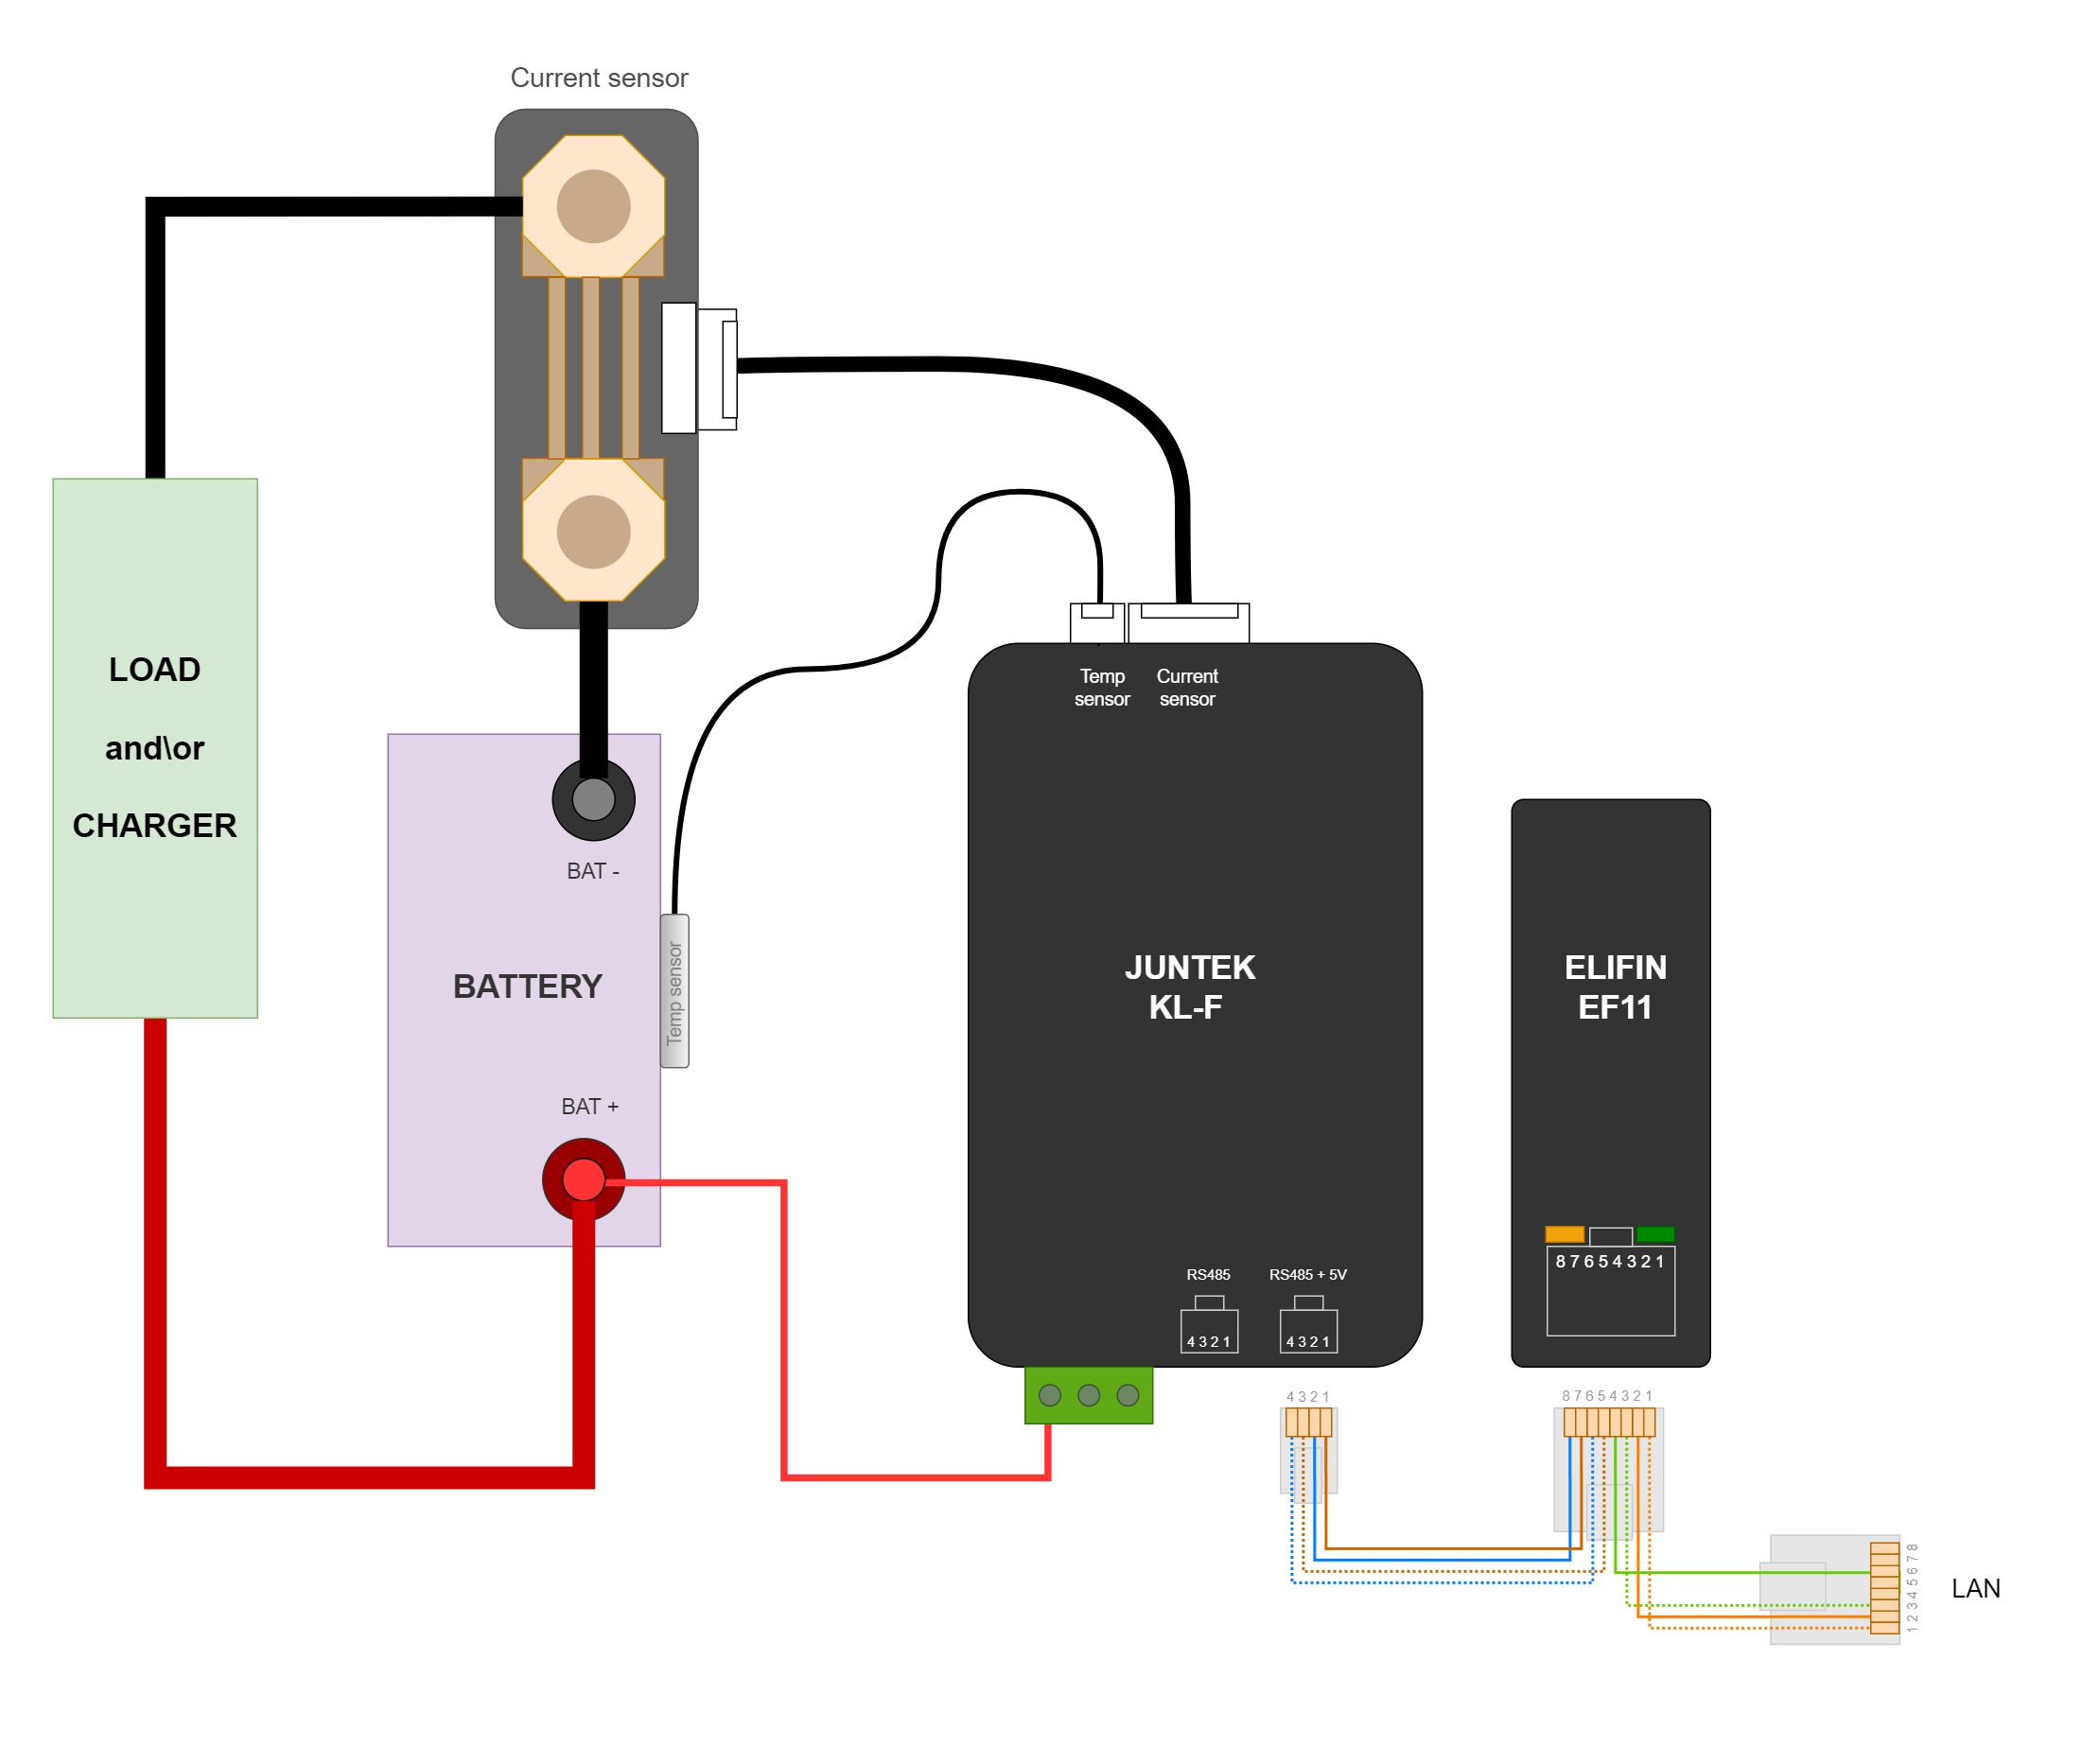 Current sensor
LOAD
and\or
CHARGER
BAT -
BATTERY
Temp sensor
BAT +
Temp
sensor
Current
sensor
JUNTEK
KL-F
RS485
RS485 + 5V
4 3 2 1
4 3 2 1
ELIFIN
EF11
8 7 6 5 4 3 2 1
4 3 2 1
8 7 6 5 4 3 2 1
1 2 3 4 5 6 7 8
LAN